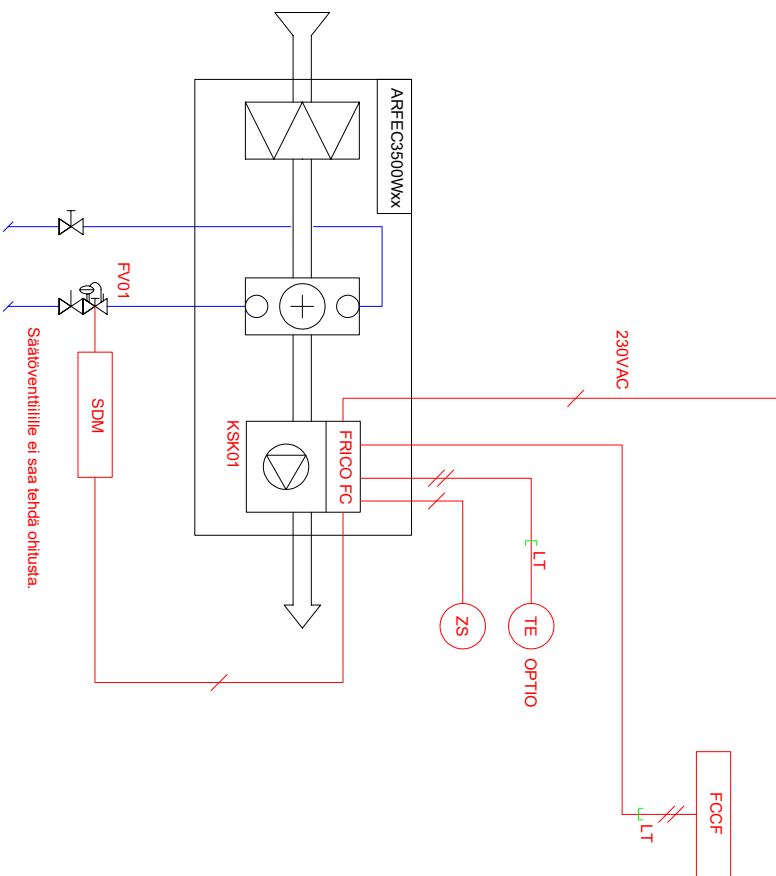 ARFEC3500Wxx
FV01
230VAC
SDM
KSK01
FRICO FC
Säätöventtiilille ei saa tehdä ohitusta.
LT
ZS
TE
OPTIO
FCCF
LT